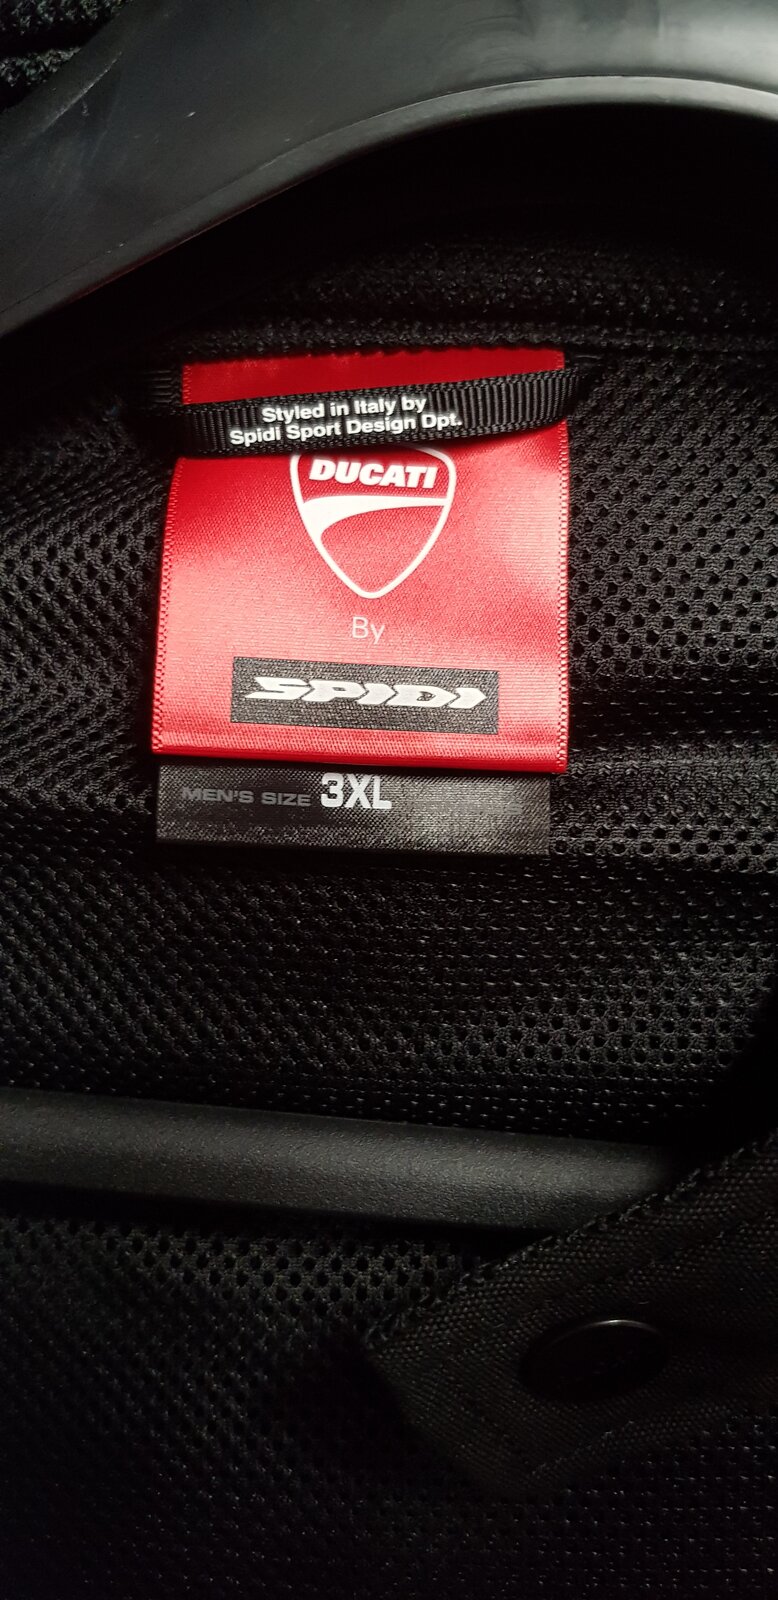 Styled in Italy by
Spidi Sport Design Dpt.
DUCATI
By
SPIDI
MEN'S SIZE 3XL